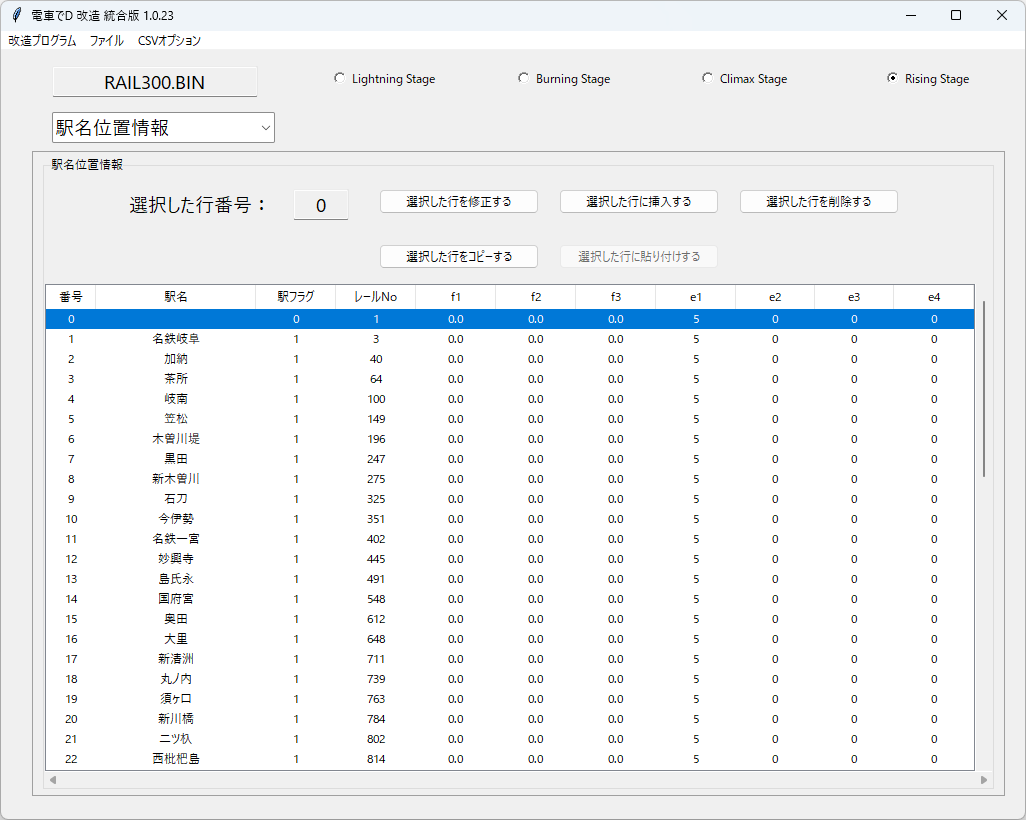 電車でD 改造 統合版 1.0.23
改造プログラム ファイル CSVオプション
RAIL300.BIN Lightning Stage Burning Stage Climax Stage Rising Stage
駅名位置情報
駅名位置情報
選択した行番号： 0 選択した行を修正する 選択した行に挿入する 選択した行を削除する
選択した行をコピーする 選択した行に貼り付けする
番号 駅名 駅フラグ レールNo f1 f2 f3 e1 e2 e3 e4
0 0 1 0.0 0.0 0.0 5 0 0 0
1 名鉄岐阜 1 3 0.0 0.0 0.0 5 0 0 0
2 加納 1 40 0.0 0.0 0.0 5 0 0 0
3 茶所 1 64 0.0 0.0 0.0 5 0 0 0
4 岐南 1 100 0.0 0.0 0.0 5 0 0 0
5 笠松 1 149 0.0 0.0 0.0 5 0 0 0
6 木曽川堤 1 196 0.0 0.0 0.0 5 0 0 0
7 黒田 1 247 0.0 0.0 0.0 5 0 0 0
8 新木曽川 1 275 0.0 0.0 0.0 5 0 0 0
9 石刀 1 325 0.0 0.0 0.0 5 0 0 0
10 今伊勢 1 351 0.0 0.0 0.0 5 0 0 0
11 名鉄一宮 1 402 0.0 0.0 0.0 5 0 0 0
12 妙興寺 1 445 0.0 0.0 0.0 5 0 0 0
13 島氏永 1 491 0.0 0.0 0.0 5 0 0 0
14 国府宮 1 548 0.0 0.0 0.0 5 0 0 0
15 奥田 1 612 0.0 0.0 0.0 5 0 0 0
16 大里 1 648 0.0 0.0 0.0 5 0 0 0
17 新清洲 1 711 0.0 0.0 0.0 5 0 0 0
18 丸ノ内 1 739 0.0 0.0 0.0 5 0 0 0
19 須ヶ口 1 763 0.0 0.0 0.0 5 0 0 0
20 新川橋 1 784 0.0 0.0 0.0 5 0 0 0
21 二ツ杁 1 802 0.0 0.0 0.0 5 0 0 0
22 西枇杷島 1 814 0.0 0.0 0.0 5 0 0 0